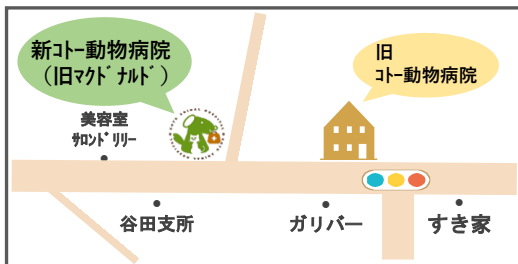 新コトー動物病院
（旧マクドナルド）
旧
コトー動物病院
美容室
サロンドリリー
谷田支所
ガリバー
すき家